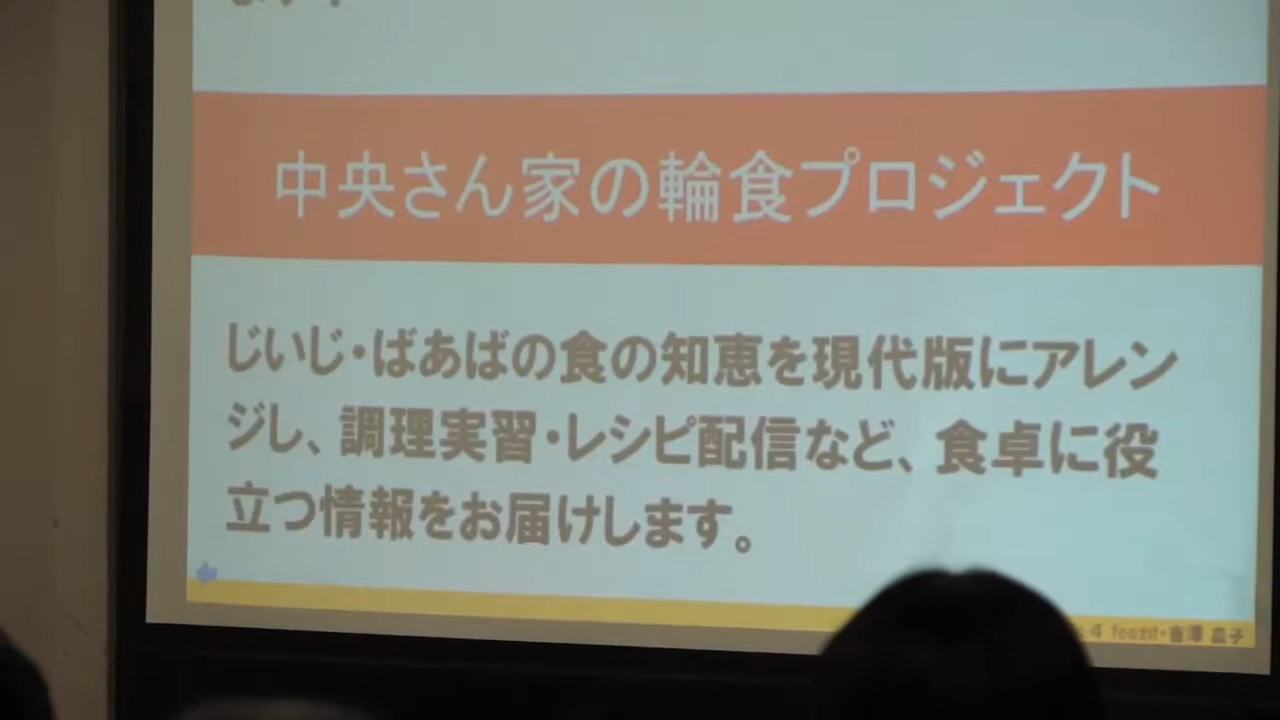 中央さん家の輪食プロジェクト
じいじ・ばあばの食の知恵を現代版にアレン
ジし、調理実習・レシピ配信など、食卓に役
立つ情報をお届けします。
4